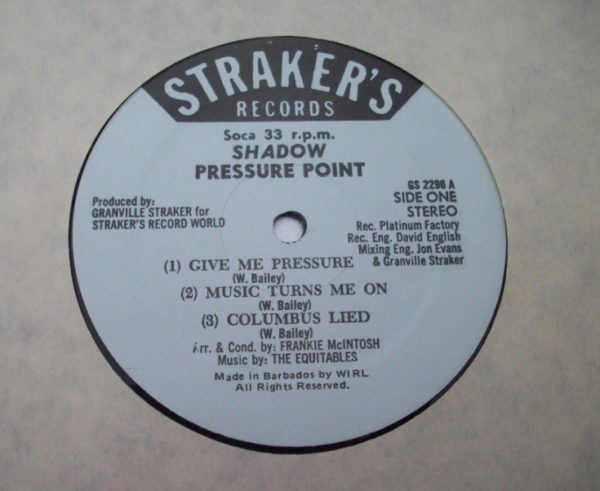 STRAKER'S
RECORDS
Soca 33 r.p.m.
SHADOW
PRESSURE POINT
GS 2296 A
SIDE ONE
STEREO
Produced by:
GRANVILLE STRAKER for
STRAKER'S RECORD WORLD
Rec. Platinum Factory
Rec. Eng. David English
Mixing Eng. Jon Evans
& Granville Straker
(1) GIVE ME PRESSURE
(W. Bailey)
(2) MUSIC TURNS ME ON
(W. Bailey)
(3) COLUMBUS LIED
(W. Bailey)
Arr. & Cond. by: FRANKIE McINTOSH
Music by: THE EQUITABLES
Made in Barbados by WIRL
All Rights Reserved.